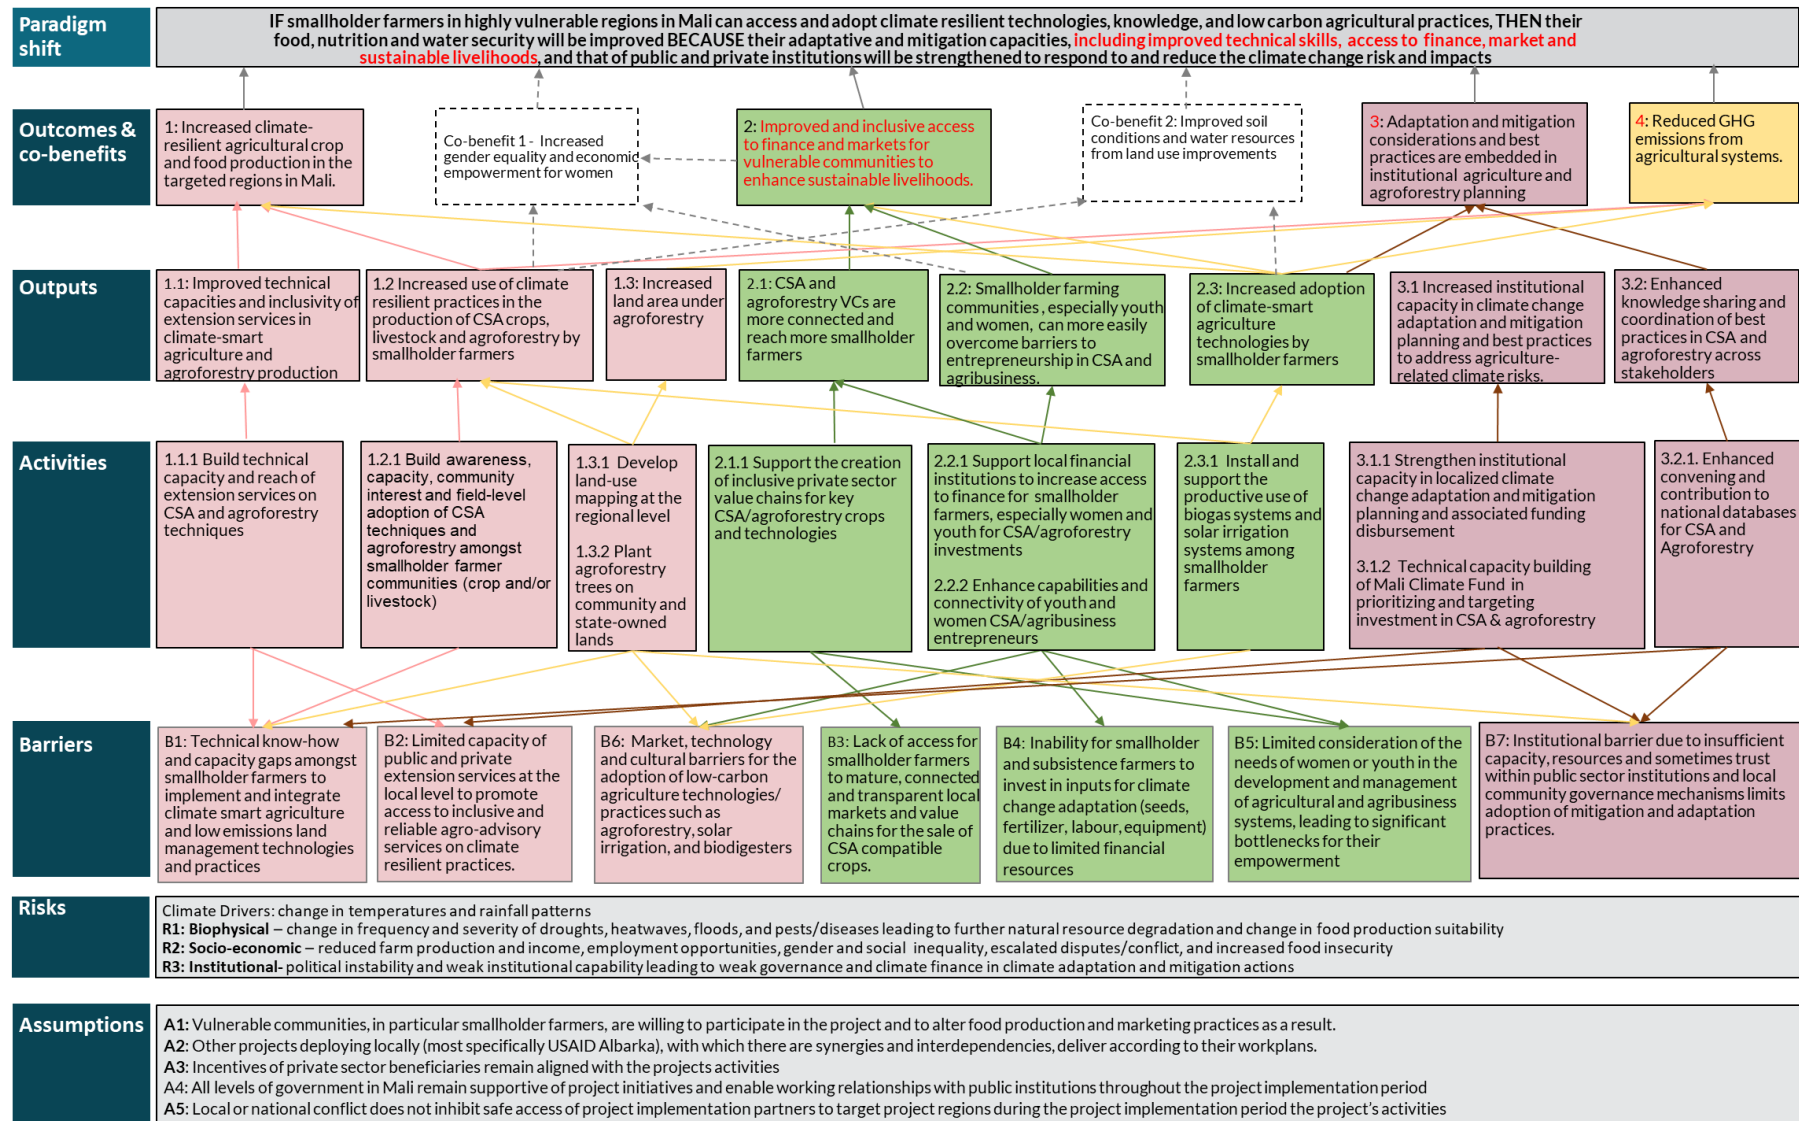 Paradigm
shift
IF smallholder farmers in highly vulnerable regions in Mali can access and adopt climate resilient technologies, knowledge, and low carbon agricultural practices, THEN their
food, nutrition and water security will be improved BECAUSE their adaptative and mitigation capacities, including improved technical skills, access to finance, market and
sustainable livelihoods, and that of public and private institutions will be strengthened to respond to and reduce the climate change risk and impacts
Outcomes &
co-benefits
1: Increased climate-
resilient agricultural crop
and food production in the
targeted regions in Mali.
Co-benefit 1 - Increased
gender equality and economic
empowerment for women
2: Improved and inclusive access
to finance and markets for
vulnerable communities to
enhance sustainable livelihoods.
Co-benefit 2: Improved soil
conditions and water resources
from land use improvements
3: Adaptation and mitigation
considerations and best
practices are embedded in
institutional agriculture and
agroforestry planning
4: Reduced GHG
emissions from
agricultural systems.
Outputs
1.1: Improved technical
capacities and inclusivity of
extension services in
climate-smart
agriculture and
agroforestry production
1.2 Increased use of climate
resilient practices in the
production of CSA crops,
livestock and agroforestry by
smallholder farmers
1.3: Increased
land area under
agroforestry
2.1: CSA and
agroforestry VCs are
more connected and
reach more smallholder
farmers
2.2: Smallholder farming
communities, especially youth
and women, can more easily
overcome barriers to
entrepreneurship in CSA and
agribusiness.
2.3: Increased adoption
of climate-smart
agriculture
technologies by
smallholder farmers
3.1 Increased institutional
capacity in climate change
adaptation and mitigation
planning and best practices
to address agriculture-
related climate risks.
3.2: Enhanced
knowledge sharing and
coordination of best
practices in CSA and
agroforestry across
stakeholders
Activities
1.1.1 Build technical
capacity and reach of
extension services on
CSA and agroforestry
techniques
1.2.1 Build awareness,
capacity, community
interest and field-level
adoption of CSA
techniques and
agroforestry amongst
smallholder farmer
communities (crop and/or
livestock)
1.3.1 Develop
land-use
mapping at the
regional level
1.3.2 Plant
agroforestry
trees on
community and
state-owned
lands
2.1.1 Support the creation
of inclusive private sector
value chains for key
CSA/agroforestry crops
and technologies
2.2.1 Support local financial
institutions to increase access
to finance for smallholder
farmers, especially women and
youth for CSA/agroforestry
investments
2.2.2 Enhance capabilities and
connectivity of youth and
women CSA/agribusiness
entrepreneurs
2.3.1 Install and
support the
productive use of
biogas systems and
solar irrigation
systems among
smallholder
farmers
3.1.1 Strengthen institutional
capacity in localized climate
change adaptation and mitigation
planning and associated funding
disbursement
3.1.2 Technical capacity building
of Mali Climate Fund in
prioritizing and targeting
investment in CSA & agroforestry
3.2.1. Enhanced
convening and
contribution to
national databases
for CSA and
Agroforestry
Barriers
B1: Technical know-how
and capacity gaps amongst
smallholder farmers to
implement and integrate
climate smart agriculture
and low emissions land
management technologies
and practices
B2: Limited capacity of
public and private
extension services at the
local level to promote
access to inclusive and
reliable agro-advisory
services on climate
resilient practices.
B6: Market, technology
and cultural barriers for the
adoption of low-carbon
agriculture technologies/
practices such as
agroforestry, solar
irrigation, and biodigesters
B3: Lack of access for
smallholder farmers
to mature, connected
and transparent local
markets and value
chains for the sale of
CSA compatible
crops.
B4: Inability for smallholder
and subsistence farmers to
invest in inputs for climate
change adaptation (seeds,
fertilizer, labour, equipment)
due to limited financial
resources
B5: Limited consideration of the
needs of women or youth in the
development and management
of agricultural and agribusiness
systems, leading to significant
bottlenecks for their
empowerment
B7: Institutional barrier due to insufficient
capacity, resources and sometimes trust
within public sector institutions and local
community governance mechanisms limits
adoption of mitigation and adaptation
practices.
Risks
Climate Drivers: change in temperatures and rainfall patterns
R1: Biophysical – change in frequency and severity of droughts, heatwaves, floods, and pests/diseases leading to further natural resource degradation and change in food production suitability
R2: Socio-economic – reduced farm production and income, employment opportunities, gender and social inequality, escalated disputes/conflict, and increased food insecurity
R3: Institutional- political instability and weak institutional capability leading to weak governance and climate finance in climate adaptation and mitigation actions
Assumptions
A1: Vulnerable communities, in particular smallholder farmers, are willing to participate in the project and to alter food production and marketing practices as a result.
A2: Other projects deploying locally (most specifically USAID Albarka), with which there are synergies and interdependencies, deliver according to their workplans.
A3: Incentives of private sector beneficiaries remain aligned with the projects activities
A4: All levels of government in Mali remain supportive of project initiatives and enable working relationships with public institutions throughout the project implementation period
A5: Local or national conflict does not inhibit safe access of project implementation partners to target project regions during the project implementation period the project's activities